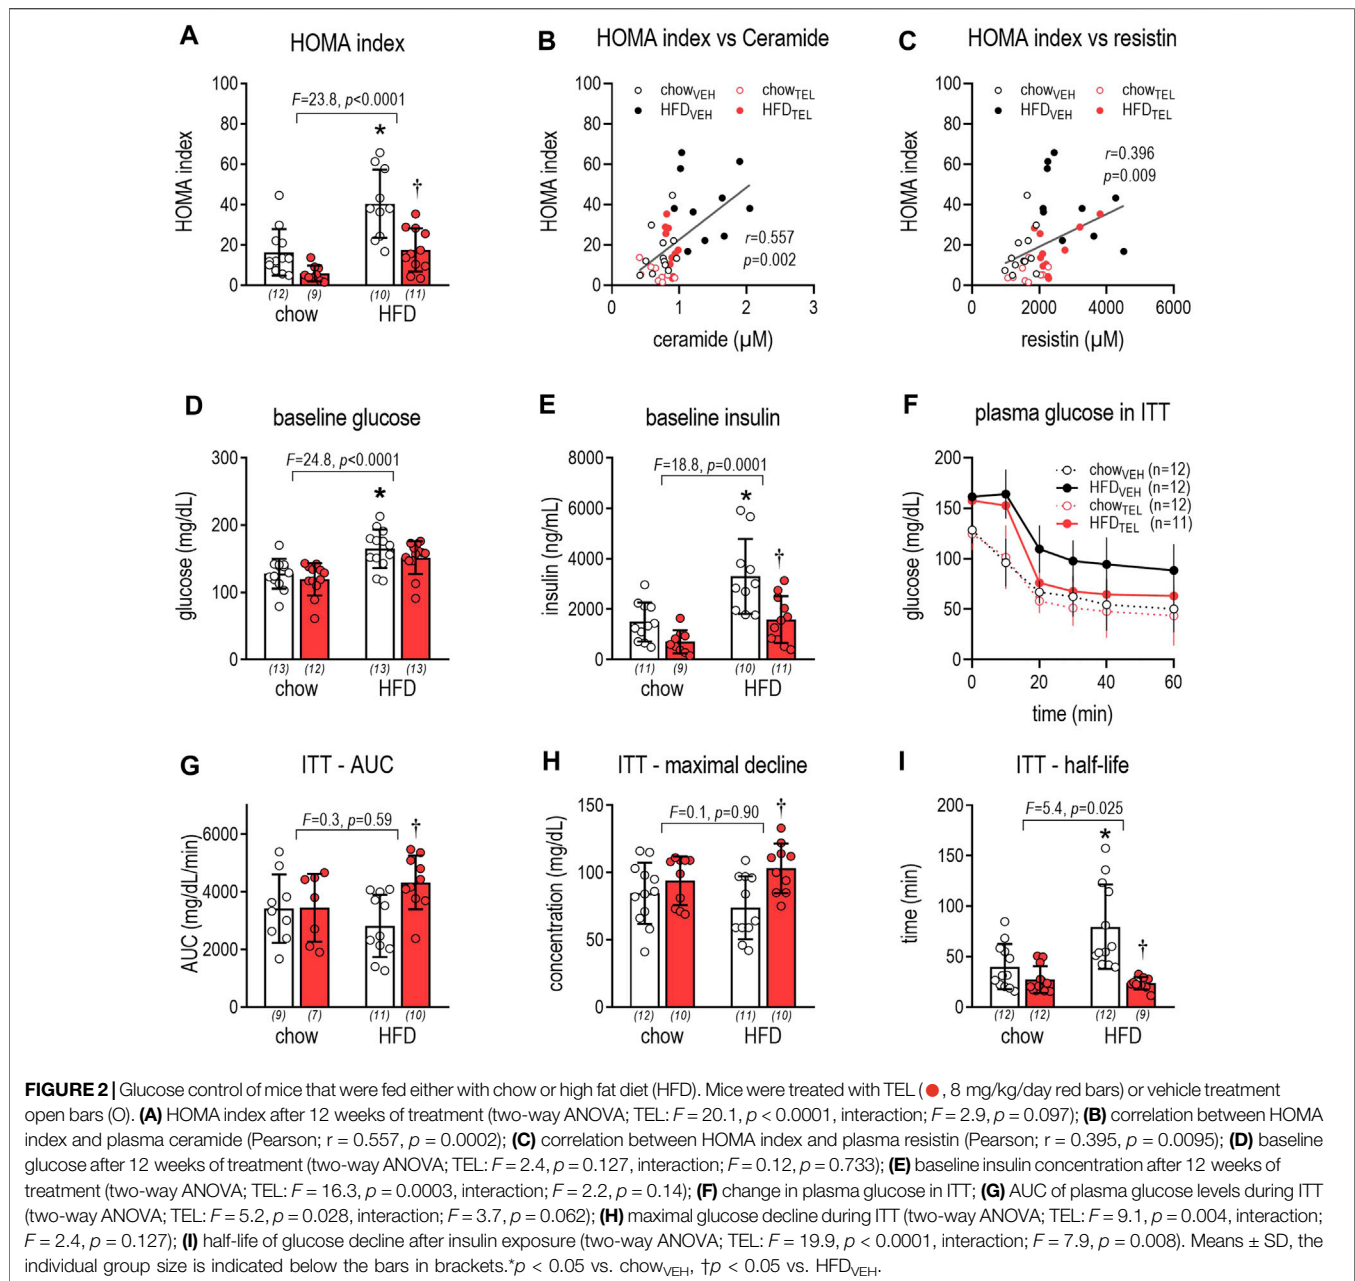 A
HOMA index
HOMA index
100
80
60
40
20
0
F=23.8, p<0.0001
*
†
(12)
(9)
(10)
(11)
chow
HFD
B
HOMA index vs Ceramide
HOMA index
100
80
60
40
20
0
chowVEH
chowTEL
HFDVEH
HFDTEL
r=0.557
p=0.002
0
1
2
3
ceramide (µM)
C
HOMA index vs resistin
HOMA index
100
80
60
40
20
0
chowVEH
chowTEL
HFDVEH
HFDTEL
r=0.396
p=0.009
0
2000
4000
6000
resistin (µM)
D
baseline glucose
glucose (mg/dL)
300
200
100
0
F=24.8, p<0.0001
*
(13)
(12)
(13)
(13)
chow
HFD
E
baseline insulin
insulin (ng/mL)
8000
6000
4000
2000
0
F=18.8, p=0.0001
*
†
(11)
(9)
(10)
(11)
chow
HFD
F
plasma glucose in ITT
glucose (mg/dL)
200
150
100
50
0
chowVEH (n=12)
HFDVEH (n=12)
chowTEL (n=12)
HFDTEL (n=11)
0
20
40
60
time (min)
G
ITT - AUC
AUC (mg/dL/min)
6000
4000
2000
0
F=0.3, p=0.59
†
(9)
(7)
(11)
(10)
chow
HFD
H
ITT - maximal decline
concentration (mg/dL)
150
100
50
0
F=0.1, p=0.90
†
(12)
(10)
(11)
(10)
chow
HFD
I
ITT - half-life
time (min)
200
150
100
50
0
F=5.4, p=0.025
*
†
(12)
(12)
(12)
(9)
chow
HFD
FIGURE 2 | Glucose control of mice that were fed either with chow or high fat diet (HFD). Mice were treated with TEL (●, 8 mg/kg/day red bars) or vehicle treatment
open bars (O). (A) HOMA index after 12 weeks of treatment (two-way ANOVA; TEL: F = 20.1, p < 0.0001, interaction; F = 2.9, p = 0.097); (B) correlation between HOMA
index and plasma ceramide (Pearson; r = 0.557, p = 0.0002); (C) correlation between HOMA index and plasma resistin (Pearson; r = 0.395, p = 0.0095); (D) baseline
glucose after 12 weeks of treatment (two-way ANOVA; TEL: F = 2.4, p = 0.127, interaction; F = 0.12, p = 0.733); (E) baseline insulin concentration after 12 weeks of
treatment (two-way ANOVA; TEL: F = 16.3, p = 0.0003, interaction; F = 2.2, p = 0.14); (F) change in plasma glucose in ITT; (G) AUC of plasma glucose levels during ITT
(two-way ANOVA; TEL: F = 5.2, p = 0.028, interaction; F = 3.7, p = 0.062); (H) maximal glucose decline during ITT (two-way ANOVA; TEL: F = 9.1, p = 0.004, interaction;
F = 2.4, p = 0.127); (I) half-life of glucose decline after insulin exposure (two-way ANOVA; TEL: F = 19.9, p < 0.0001, interaction; F = 7.9, p = 0.008). Means ± SD, the
individual group size is indicated below the bars in brackets.*p < 0.05 vs. chowVEH, †p < 0.05 vs. HFDVEH.